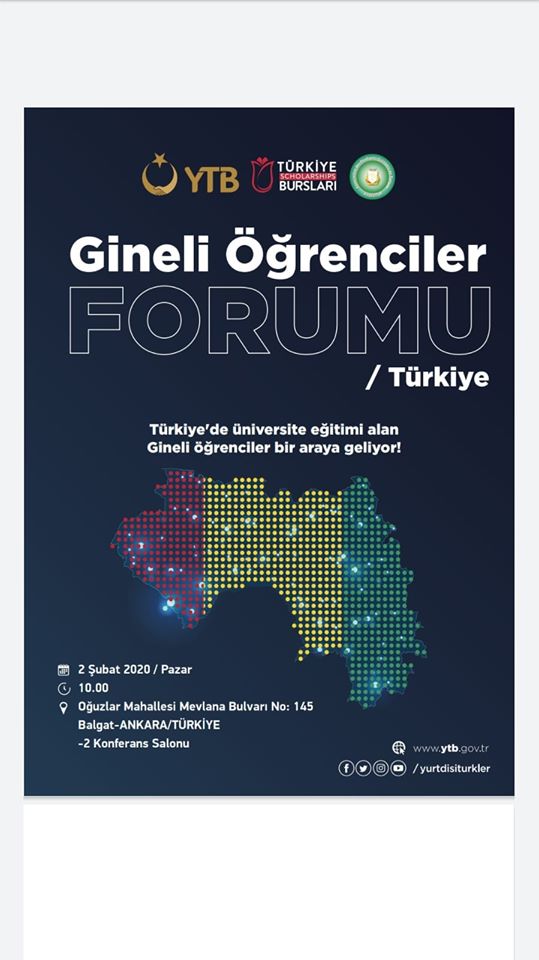 YTB
TÜRKİYE
SCHOLARSHIPS
BURSLARI
Gineli Öğrenciler
FORUMU
/ Türkiye
Türkiye'de üniversite eğitimi alan
Gineli öğrenciler bir araya geliyor!
2 Şubat 2020 / Pazar
10.00
Oğuzlar Mahallesi Mevlana Bulvarı No: 145
Balgat-ANKARA/TÜRKİYE
-2 Konferans Salonu
www.ytb.gov.tr
/yurtdisiturkler